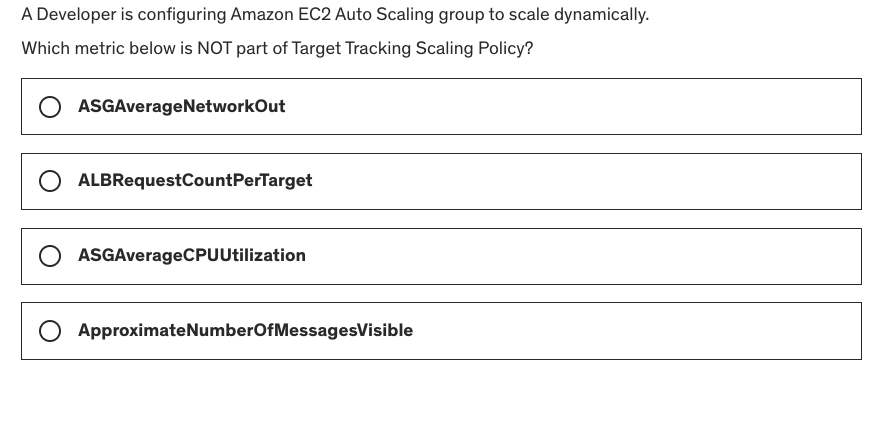 A Developer is configuring Amazon EC2 Auto Scaling group to scale dynamically.
Which metric below is NOT part of Target Tracking Scaling Policy?
ASGAverageNetworkOut
ALBRequestCountPerTarget
ASGAverageCPUUtilization
ApproximateNumberOfMessagesVisible